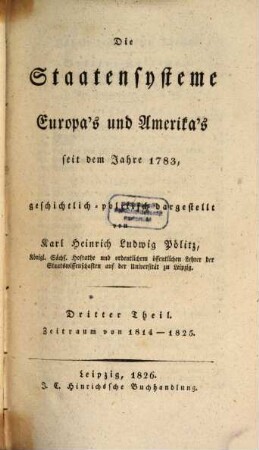 Die
Staatensysteme
Europa's und Amerika's
seit dem Jahre 1783,
geschichtlich-politisch dargestellt
von
Karl Heinrich Ludwig Pölitz,
Königl. Sächs. Hofrathe und ordentlichem öffentlichen Lehrer der
Staatswissenschaften auf der Universität zu Leipzig.
Dritter Theil.
Zeitraum von 1814–1825.
Leipzig, 1826.
J. C. Hinrichssche Buchhandlung.